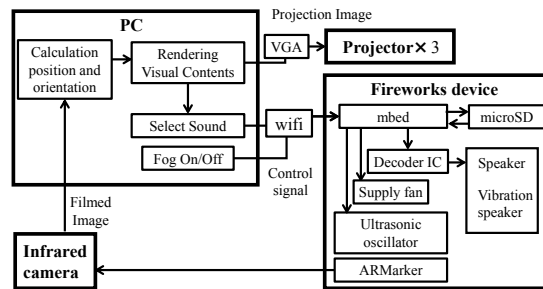 Projection Image
PC
Calculation
position and
orientation
Rendering
Visual Contents
VGA
Projector× 3
Fireworks device
Select Sound
wifi
mbed
microSD
Fog On/Off
Decoder IC
Speaker
Vibration
speaker
Control
signal
Supply fan
Filmed
Image
Ultrasonic
oscillator
Infrared
camera
ARMarker